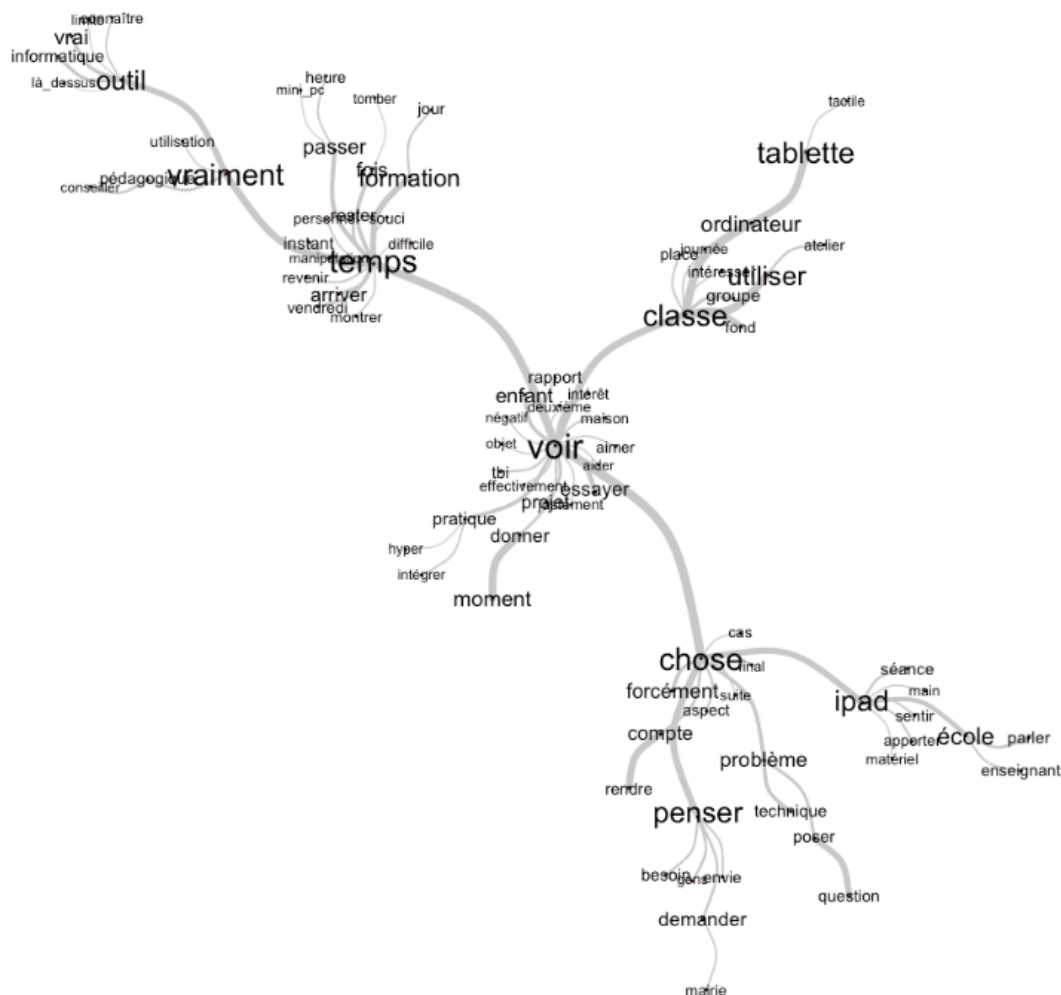 limite
connaître
vrai
informatique
outil
là_dessus
heure
mini_pc
tomber
jour
tactile
utilisation
passer
tablette
vraiment
fois
formation
pédagogique
conseiller
rester
personne
souci
ordinateur
instant
difficile
journée
atelier
place
manipulation
temps
intéresser
utiliser
revenir
arriver
groupe
vendredi
montrer
classe
fond
rapport
enfant
intérêt
deuxième
négatif
maison
objet
voir
aimer
aider
tbi
effectivement
essayer
projet
justement
pratique
donner
hyper
intégrer
moment
cas
chose
final
séance
forcément
suite
main
aspect
ipad
sentir
compte
école
parler
apporter
problème
matériel
enseignant
rendre
penser
technique
poser
besoin
gens
envie
question
demander
mairie